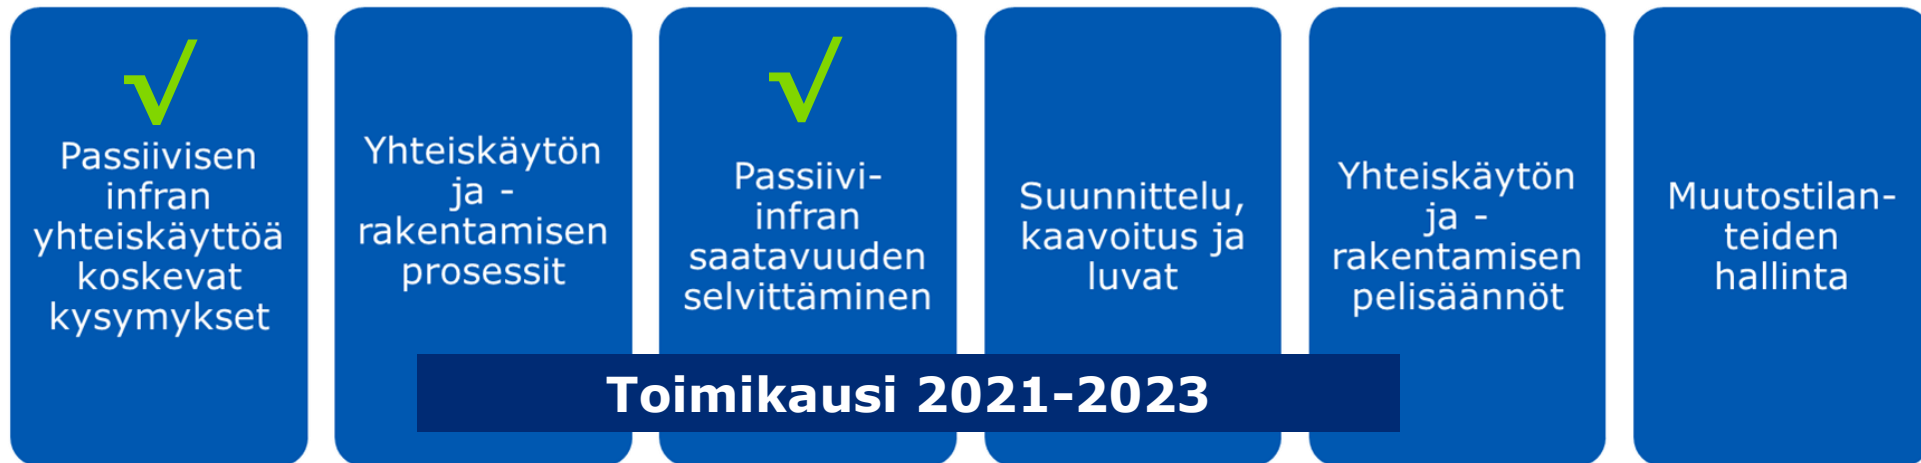 √
Passiivisen
infran
yhteiskäyttöä
koskevat
kysymykset
Yhteiskäytön
ja -
rakentamisen
prosessit
√
Passiivi-
infran
saatavuuden
selvittäminen
Suunnittelu,
kaavoitus ja
luvat
Yhteiskäytön
ja -
rakentamisen
pelisäännöt
Muutostilan-
teiden
hallinta
Toimikausi 2021-2023